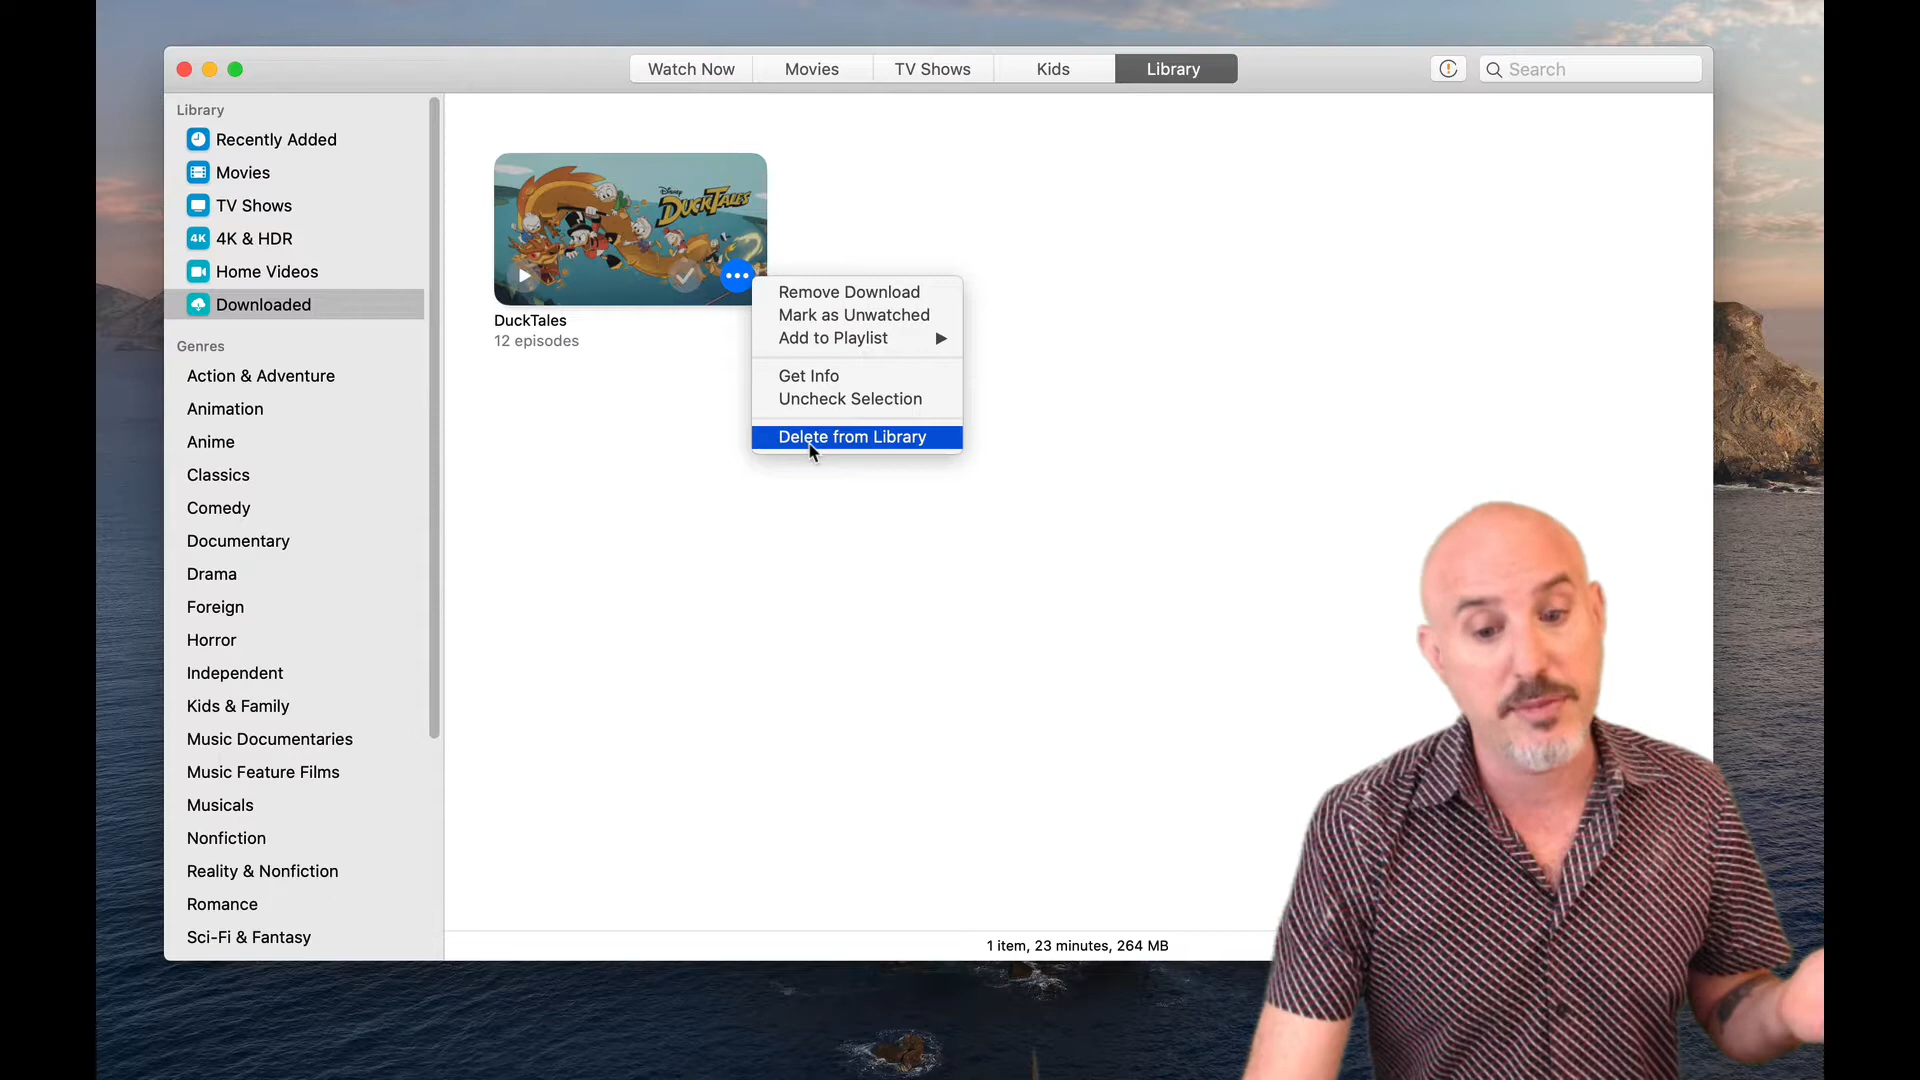 Watch Now
Movies
TV Shows
Kids
Library
Search
Library
Recently Added
Movies
TV Shows
4K
4K & HDR
Home Videos
Downloaded
Genres
Action & Adventure
Animation
Anime
Classics
Comedy
Documentary
Drama
Foreign
Horror
Independent
Kids & Family
Music Documentaries
Music Feature Films
Musicals
Nonfiction
Reality & Nonfiction
Romance
Sci-Fi & Fantasy
Disney
DUCKTALES
DuckTales
12 episodes
Remove Download
Mark as Unwatched
Add to Playlist
Get Info
Uncheck Selection
Delete from Library
1 item, 23 minutes, 264 MB